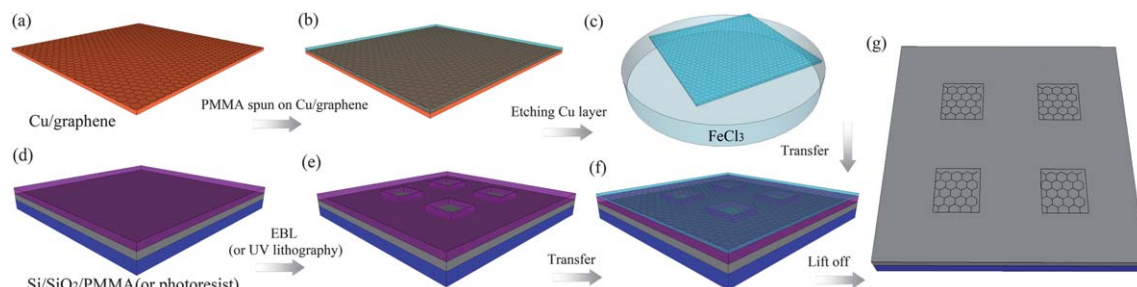 (a)
(b)
(c)
(g)
PMMA spun on Cu/graphene
Etching Cu layer
Cu/graphene
FeCl3
(d)
(e)
(f)
Transfer
EBL
(or UV lithography)
Transfer
Lift off
Si/SiO2/PMMA(or photoresist)